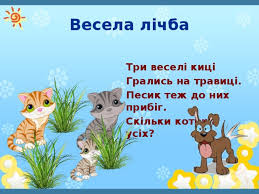 Весела лічба
Три веселі киці
Грались на травиці.
Песик теж до них
прибіг.
Скільки
усіх?